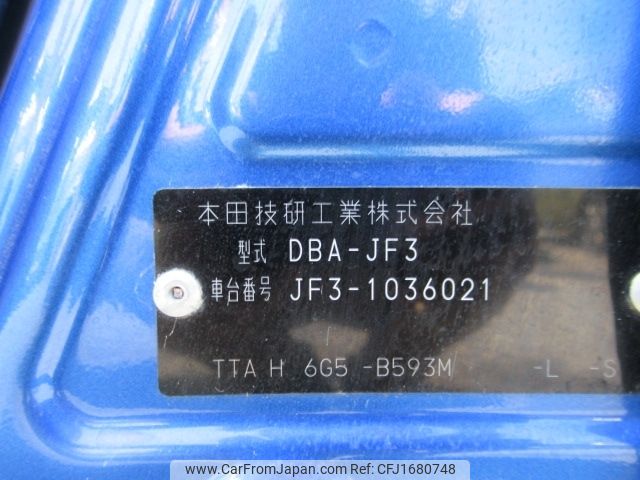 本田技研工業株式会社
型式 DBA-JF3
車台番号 JF3-1036021
TTA H 6G5 -B593M -L -S
www.CarFromJapan.com REF:CFJ1680748